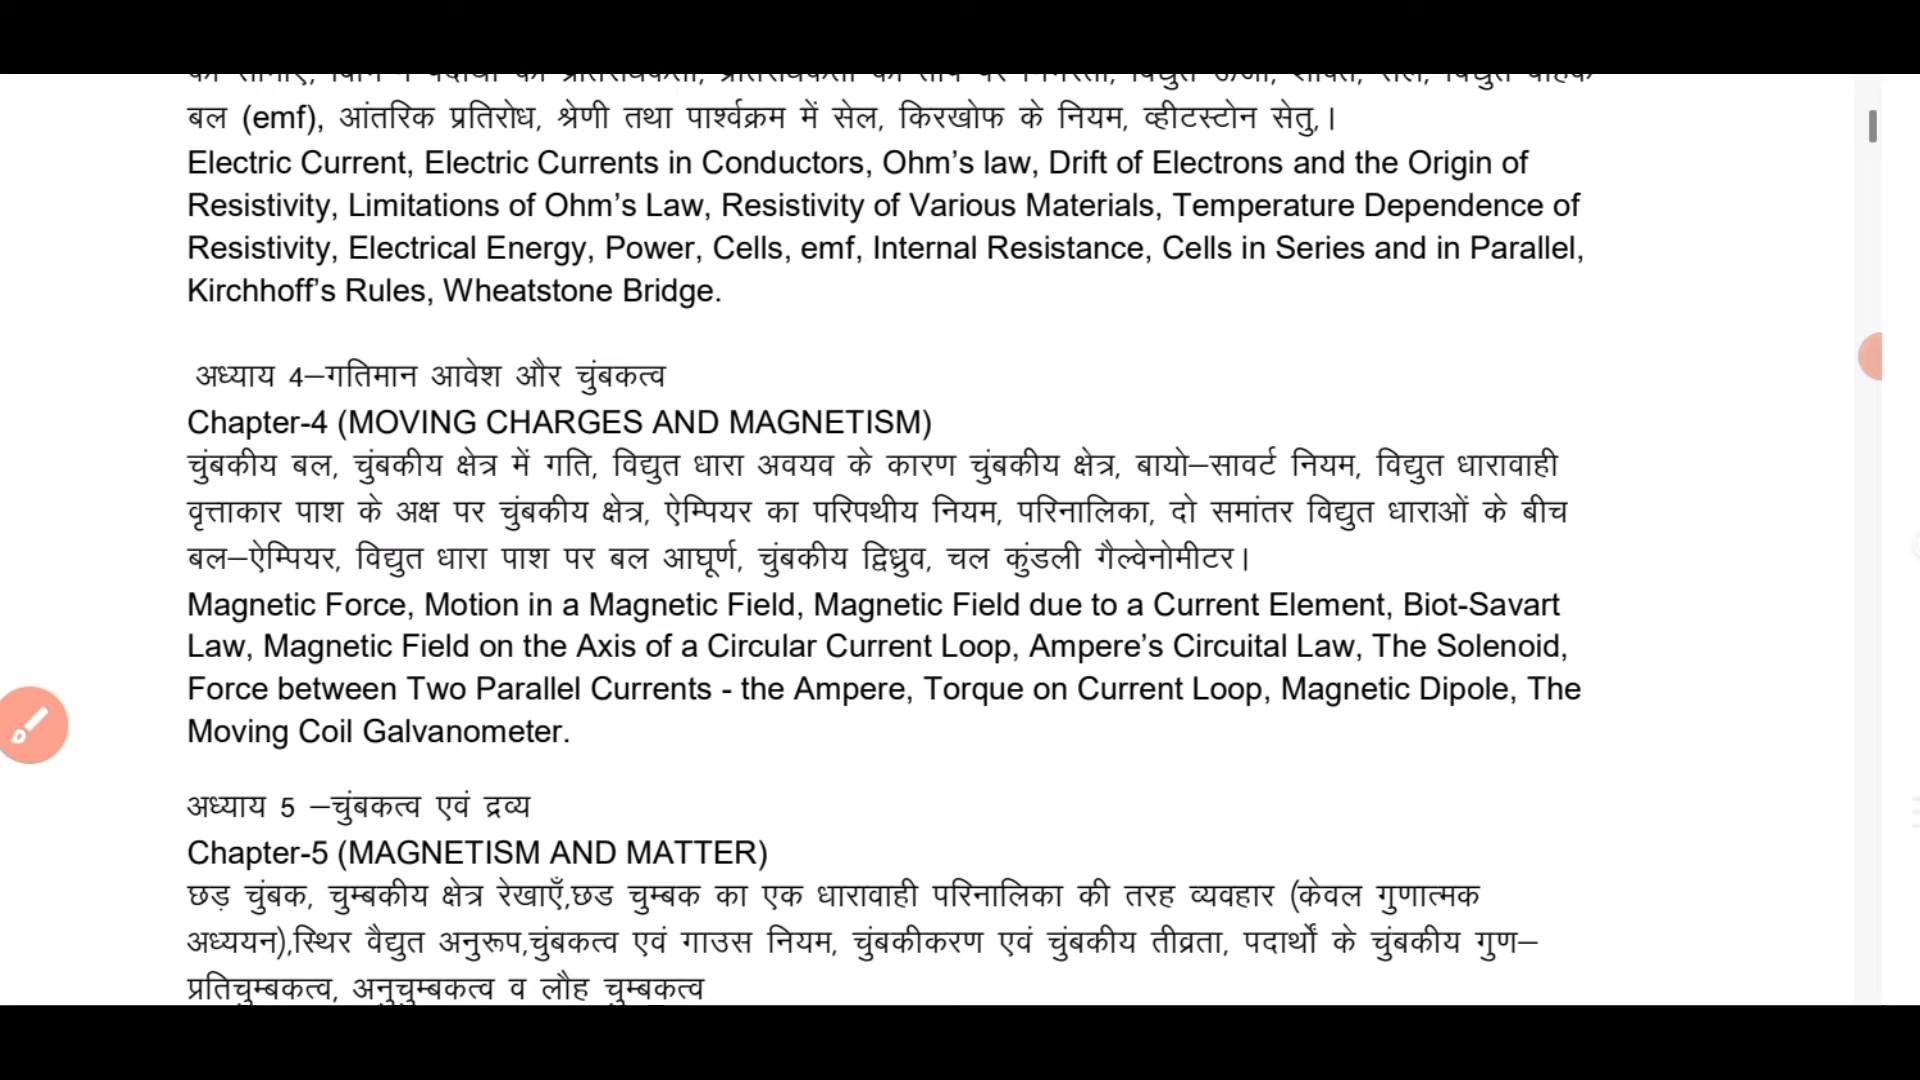 बल (emf), आंतरिक प्रतिरोध, श्रेणी तथा पार्श्वक्रम में सेल, किरखोफ के नियम, व्हीटस्टोन सेतु,।
Electric Current, Electric Currents in Conductors, Ohm’s law, Drift of Electrons and the Origin of
Resistivity, Limitations of Ohm’s Law, Resistivity of Various Materials, Temperature Dependence of
Resistivity, Electrical Energy, Power, Cells, emf, Internal Resistance, Cells in Series and in Parallel,
Kirchhoff’s Rules, Wheatstone Bridge.
अध्याय 4–गतिमान आवेश और चुंबकत्व
Chapter-4 (MOVING CHARGES AND MAGNETISM)
चुंबकीय बल, चुंबकीय क्षेत्र में गति, विद्युत धारा अवयव के कारण चुंबकीय क्षेत्र, बायो–सावर्ट नियम, विद्युत धारावाही
वृत्ताकार पाश के अक्ष पर चुंबकीय क्षेत्र, ऐम्पियर का परिपथीय नियम, परिनालिका, दो समांतर विद्युत धाराओं के बीच
बल–ऐम्पियर, विद्युत धारा पाश पर बल आघूर्ण, चुंबकीय द्विध्रुव, चल कुंडली गैल्वेनोमीटर।
Magnetic Force, Motion in a Magnetic Field, Magnetic Field due to a Current Element, Biot-Savart
Law, Magnetic Field on the Axis of a Circular Current Loop, Ampere’s Circuital Law, The Solenoid,
Force between Two Parallel Currents - the Ampere, Torque on Current Loop, Magnetic Dipole, The
Moving Coil Galvanometer.
अध्याय 5 –चुंबकत्व एवं द्रव्य
Chapter-5 (MAGNETISM AND MATTER)
छड़ चुंबक, चुम्बकीय क्षेत्र रेखाएँ,छड चुम्बक का एक धारावाही परिनालिका की तरह व्यवहार (केवल गुणात्मक
अध्ययन),स्थिर वैद्युत अनुरूप,चुंबकत्व एवं गाउस नियम, चुंबकीकरण एवं चुंबकीय तीव्रता, पदार्थों के चुंबकीय गुण–
प्रतिचुम्बकत्व, अनुचुम्बकत्व व लौह चुम्बकत्व